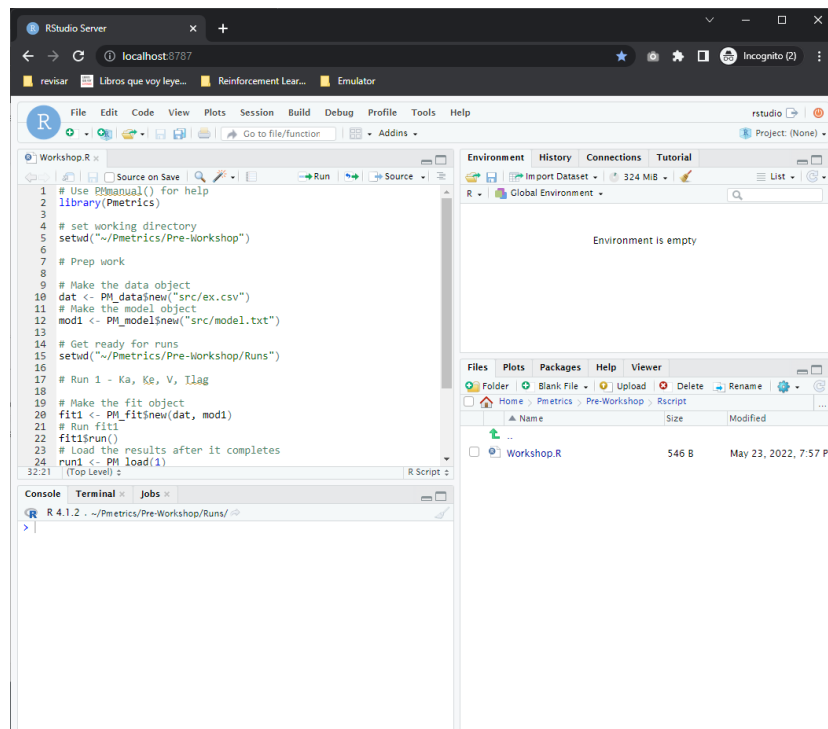 RStudio Server
localhost:8787
Incognito (2)
revisar
Libros que voy leye...
Reinforcement Lear...
Emulator
R
File Edit Code View Plots Session Build Debug Profile Tools Help
rstudio
Go to file/function
Addins
Project: (None)
Workshop.R
Source on Save
Run
Source
1 # Use PMmanual() for help
2 library(Pmetrics)
3
4 # set working directory
5 setwd("~/Pmetrics/Pre-Workshop")
6
7 # Prep work
8
9 # Make the data object
10 dat <- PM_data$new("src/ex.csv")
11 # Make the model object
12 mod1 <- PM_model$new("src/model.txt")
13
14 # Get ready for runs
15 setwd("~/Pmetrics/Pre-Workshop/Runs")
16
17 # Run 1 - Ka, Ke, V, Tlag
18
19 # Make the fit object
20 fit1 <- PM_fit$new(dat, mod1)
21 # Run fit1
22 fit1$run()
23 # Load the results after it completes
24 run1 <- PM_load(1)
32:21 (Top Level) R Script
Console Terminal Jobs
R 4.1.2 . ~/Pmetrics/Pre-Workshop/Runs/
>
Environment History Connections Tutorial
Import Dataset 324 MiB List
R Global Environment
Environment is empty
Files Plots Packages Help Viewer
Folder Blank File Upload Delete Rename
Home Pmetrics Pre-Workshop Rscript ...
Name Size Modified
..
Workshop.R 546 B May 23, 2022, 7:57 P